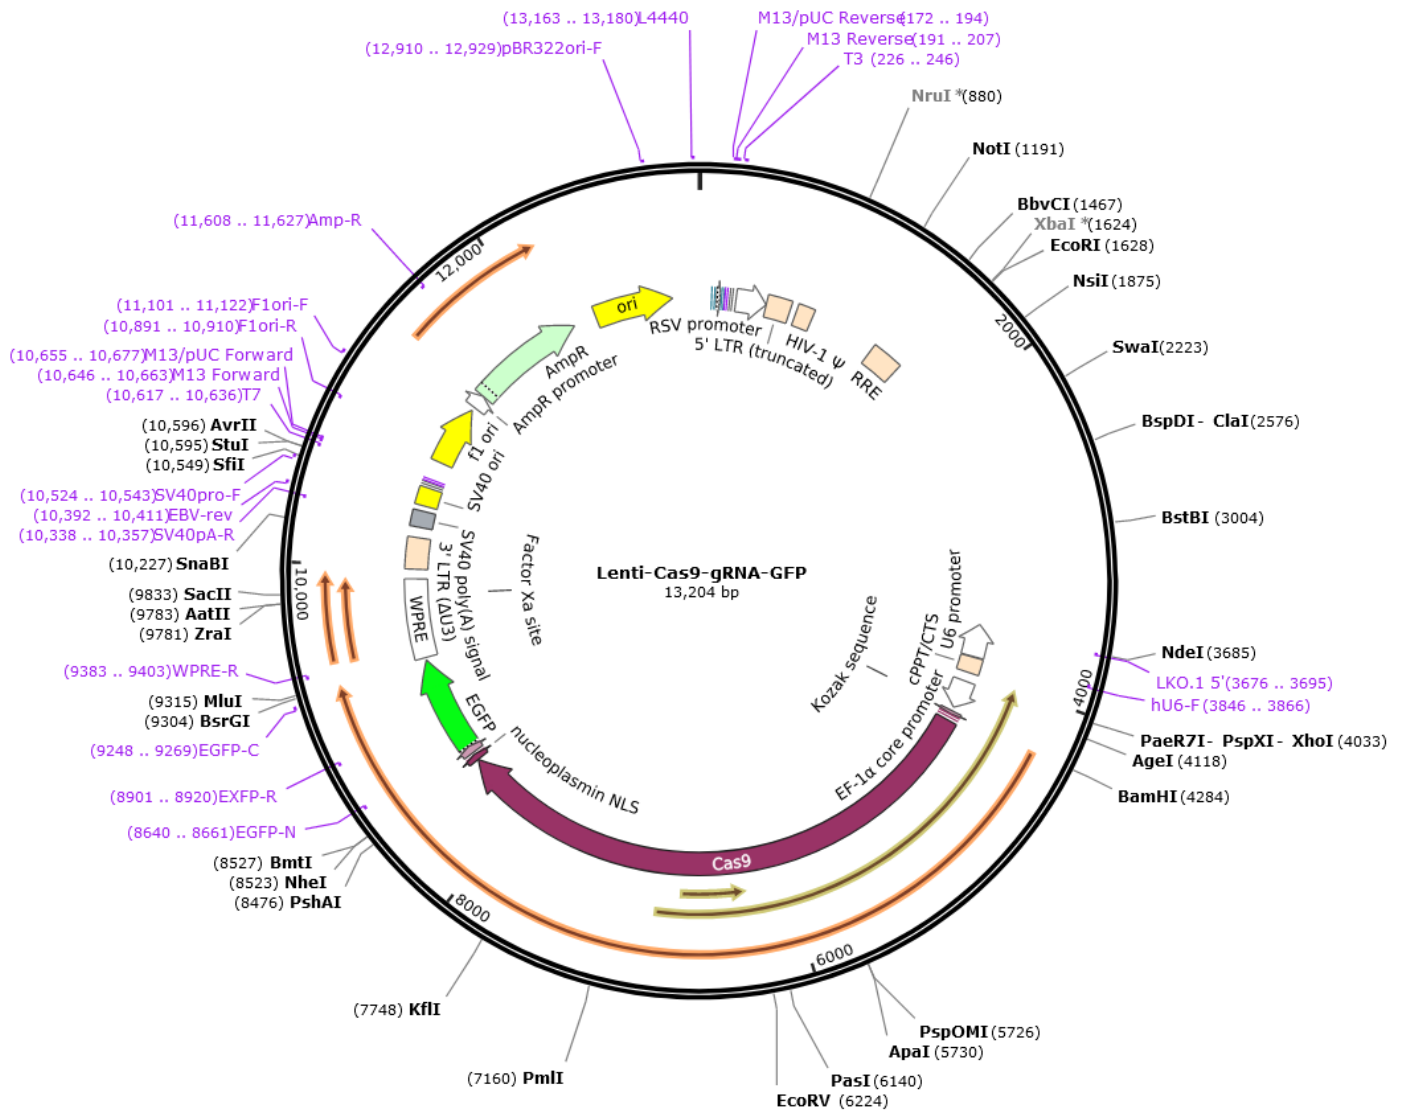 (13,163 .. 13,180)L4440
M13/pUC Reverse(172 .. 194)
(12,910 .. 12,929)pBR322ori-F
M13 Reverse(191 .. 207)
T3 (226 .. 246)
NruI *(880)
NotI (1191)
BbvCI (1467)
XbaI *(1624)
EcoRI (1628)
NsiI (1875)
2000
SwaI(2223)
BspDI - ClaI(2576)
BstBI (3004)
NdeI (3685)
LKO.1 5'(3676 .. 3695)
4000
hU6-F (3846 .. 3866)
PaeR7I- PspXI- XhoI (4033)
AgeI (4118)
BamHI (4284)
6000
PspOMI (5726)
ApaI (5730)
PasI (6140)
EcoRV (6224)
(7160) PmlI
(7748) KflI
8000
(8476) PshAI
(8523) NheI
(8527) BmtI
(8640 .. 8661)EGFP-N
(8901 .. 8920)EXFP-R
(9248 .. 9269)EGFP-C
(9304) BsrGI
(9315) MluI
(9383 .. 9403)WPRE-R
(9781) ZraI
(9783) AatII
(9833) SacII
10,000
(10,227) SnaBI
(10,338 .. 10,357)SV40pA-R
(10,392 .. 10,411)EBV-rev
(10,524 .. 10,543)SV40pro-F
(10,549) SfiI
(10,595) StuI
(10,596) AvrII
(10,617 .. 10,636)T7
(10,646 .. 10,663)M13 Forward
(10,655 .. 10,677)M13/pUC Forward
(10,891 .. 10,910)F1ori-R
(11,101 .. 11,122)F1ori-F
(11,608 .. 11,627)Amp-R
12,000
ori
RSV promoter
5' LTR (truncated)
HIV-1 Ψ
RRE
AmpR
AmpR promoter
f1 ori
SV40 ori
SV40 poly(A) signal
3' LTR (ΔU3)
WPRE
Factor Xa site
EGFP
nucleoplasmin NLS
Cas9
EF-1α core promoter
Kozak sequence
cPPT/CTS
U6 promoter
Lenti-Cas9-gRNA-GFP
13,204 bp